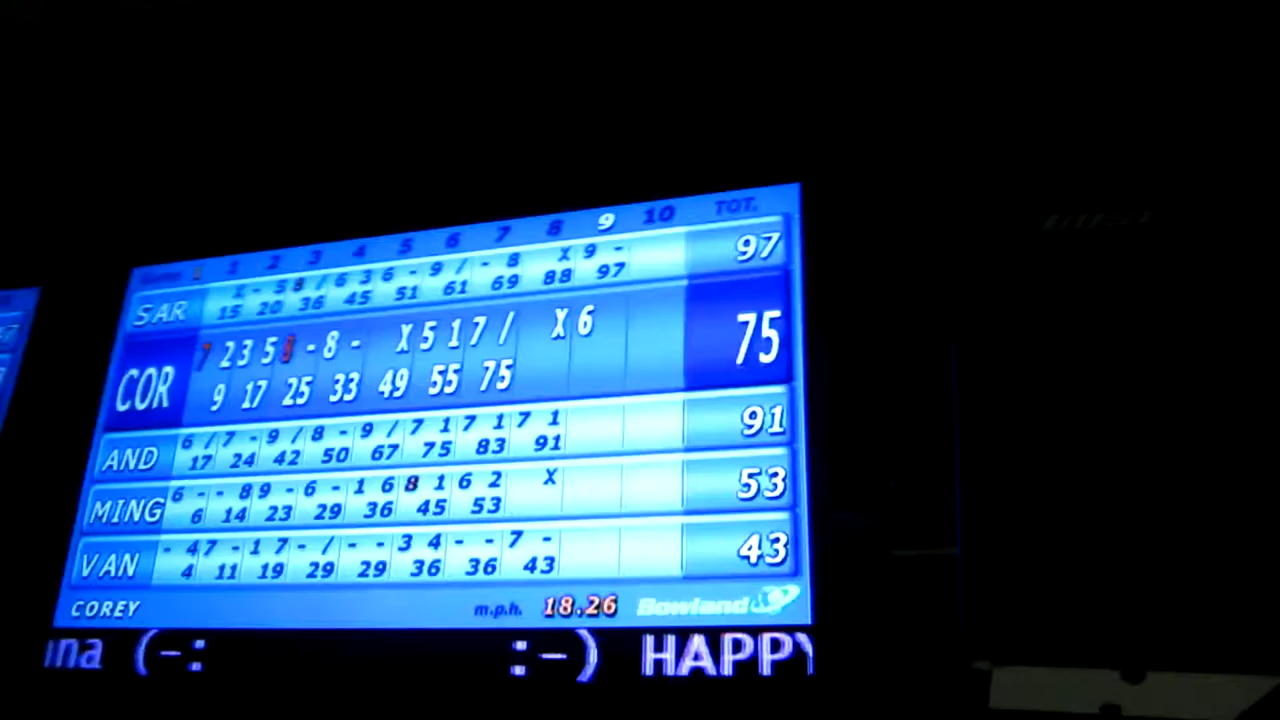 1 2 3 4 5 6 7 8 9 10 TOT.
SAR X - 5 8 / 6 3 6 - 9 / - 8 X 9 - 97
15 20 36 45 51 61 69 88 97
COR 7 2 3 5 8 - 8 - X 5 1 7 / X 6 75
9 17 25 33 49 55 75
AND 6 / 7 - 9 / 8 - 9 / 7 1 7 1 7 1 91
17 24 42 50 67 75 83 91
MING 6 - - 8 9 - 6 - 1 6 8 1 6 2 X 53
6 14 23 29 36 45 53
VAN - 4 7 - 1 7 - / - - 3 4 - - 7 - 43
4 11 19 29 29 36 36 43
COREY m.p.h. 18.26 Bowland
na (-: :-) HAPPY